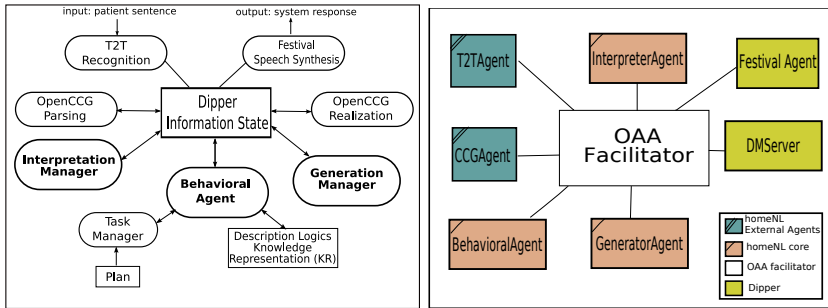 input: patient sentence
output: system response
T2T
Recognition
Festival
Speech Synthesis
OpenCCG
Parsing
Dipper
Information State
OpenCCG
Realization
Interpretation
Manager
Behavioral
Agent
Generation
Manager
Task
Manager
Description Logics
Knowledge
Representation (KR)
Plan
T2TAgent
InterpreterAgent
Festival Agent
OAA
Facilitator
CCGAgent
DMServer
BehavioralAgent
GeneratorAgent
homeNL
External Agents
homeNL core
OAA facilitator
Dipper